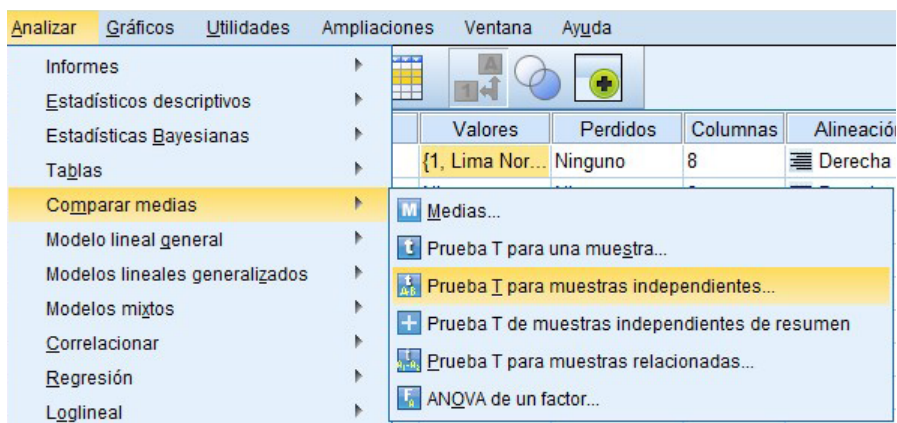 Analizar Gráficos Utilidades Ampliaciones Ventana Ayuda
Informes
Estadísticos descriptivos
Estadísticas Bayesianas
Tablas
Comparar medias
Modelo lineal general
Modelos lineales generalizados
Modelos mixtos
Correlacionar
Regresión
Loglineal
A
1
Valores Perdidos Columnas Alineació
{1, Lima Nor... Ninguno 8 Derecha
Medias...
Prueba T para una muestra...
Prueba T para muestras independientes...
Prueba T de muestras independientes de resumen
Prueba T para muestras relacionadas...
ANOVA de un factor...